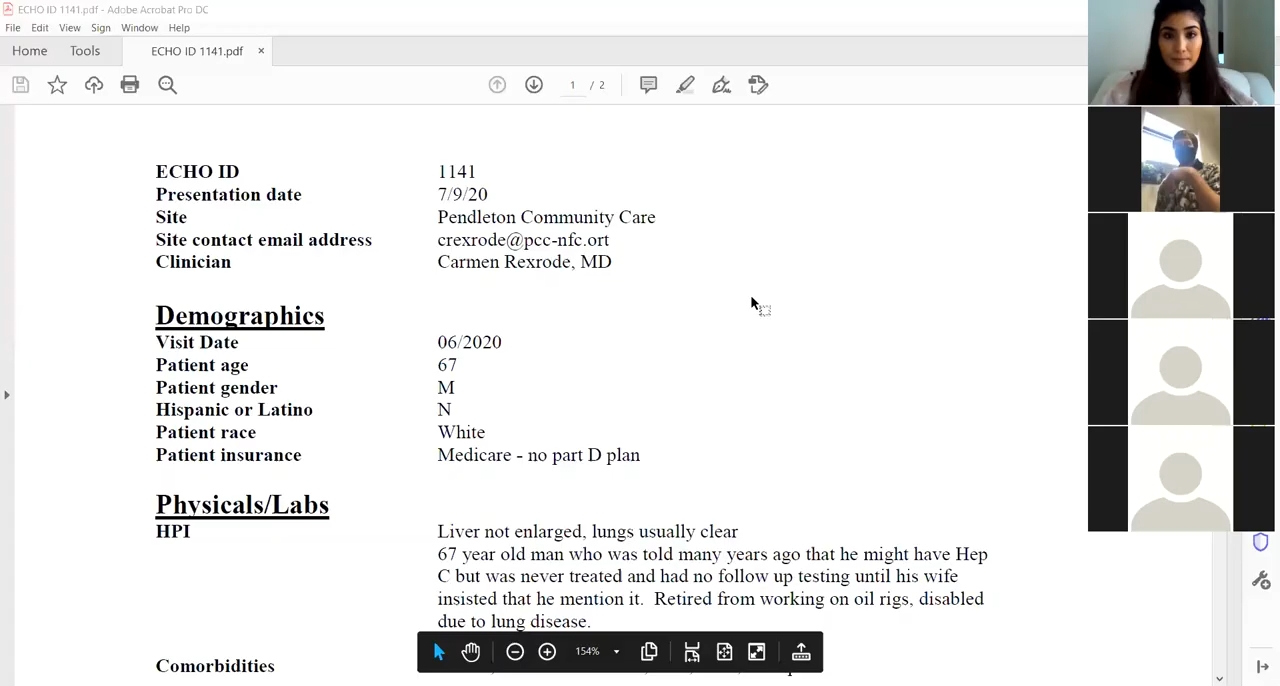 ECHO ID 1141.pdf - Adobe Acrobat Pro DC
File Edit View Sign Window Help
Home Tools ECHO ID 1141.pdf ×
1 / 2
ECHO ID 1141
Presentation date 7/9/20
Site Pendleton Community Care
Site contact email address crexrode@pcc-nfc.ort
Clinician Carmen Rexrode, MD
Demographics
Visit Date 06/2020
Patient age 67
Patient gender M
Hispanic or Latino N
Patient race White
Patient insurance Medicare - no part D plan
Physicals/Labs
HPI Liver not enlarged, lungs usually clear
67 year old man who was told many years ago that he might have Hep
C but was never treated and had no follow up testing until his wife
insisted that he mention it. Retired from working on oil rigs, disabled
due to lung disease.
154%
Comorbidities